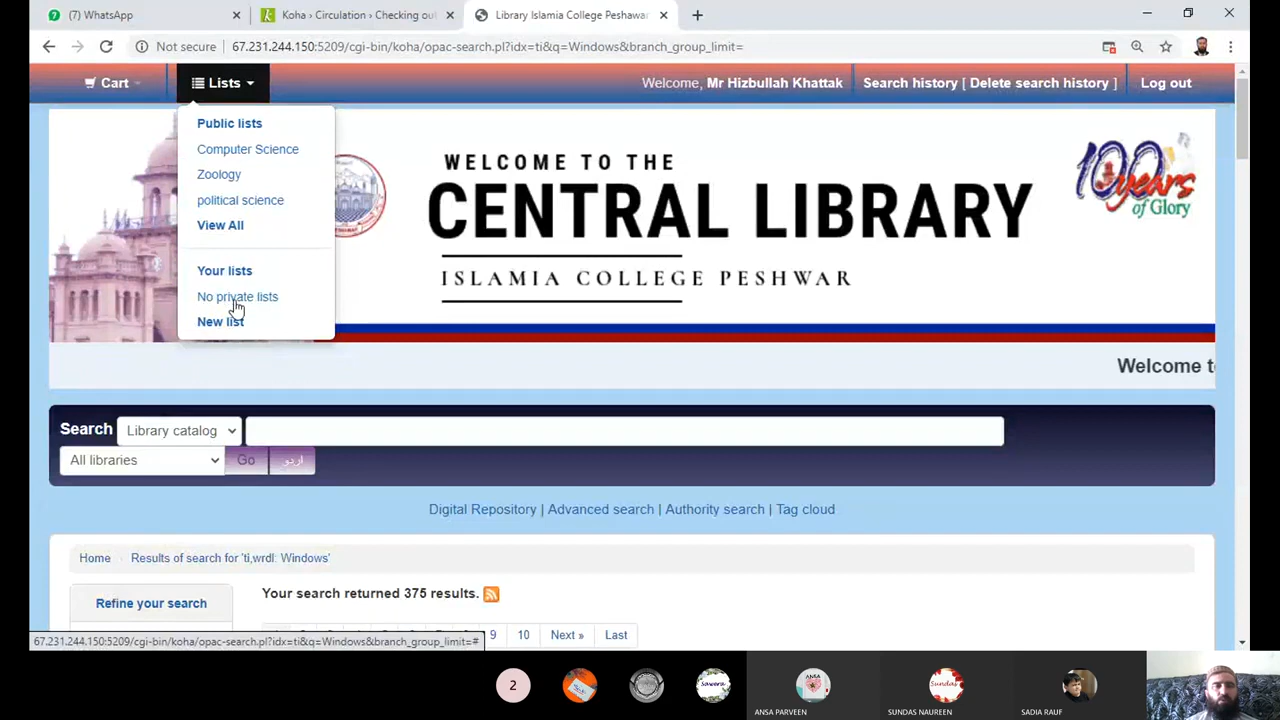 (7) WhatsApp
Koha › Circulation › Checking out
Library Islamia College Peshawar
Not secure
67.231.244.150:5209/cgi-bin/koha/opac-search.pl?idx=ti&q=Windows&branch_group_limit=
Cart
Lists
Welcome, Mr Hizbullah Khattak
Search history [ Delete search history ]
Log out
Public lists
Computer Science
Zoology
political science
View All
Your lists
No private lists
New list
WELCOME TO THE
CENTRAL LIBRARY
ISLAMIA COLLEGE PESHWAR
100 years
of Glory
Welcome t
Search
Library catalog
All libraries
Go
اردو
Digital Repository | Advanced search | Authority search | Tag cloud
Home
Results of search for 'ti,wrdl: Windows'
Refine your search
Your search returned 375 results.
9
10
Next »
Last
67.231.244.150:5209/cgi-bin/koha/opac-search.pl?idx=ti&q=Windows&branch_group_limit=#
2
Sawera
ANSA
Sundas
ANSA PARVEEN
SUNDAS NAUREEN
SADIA RAUF